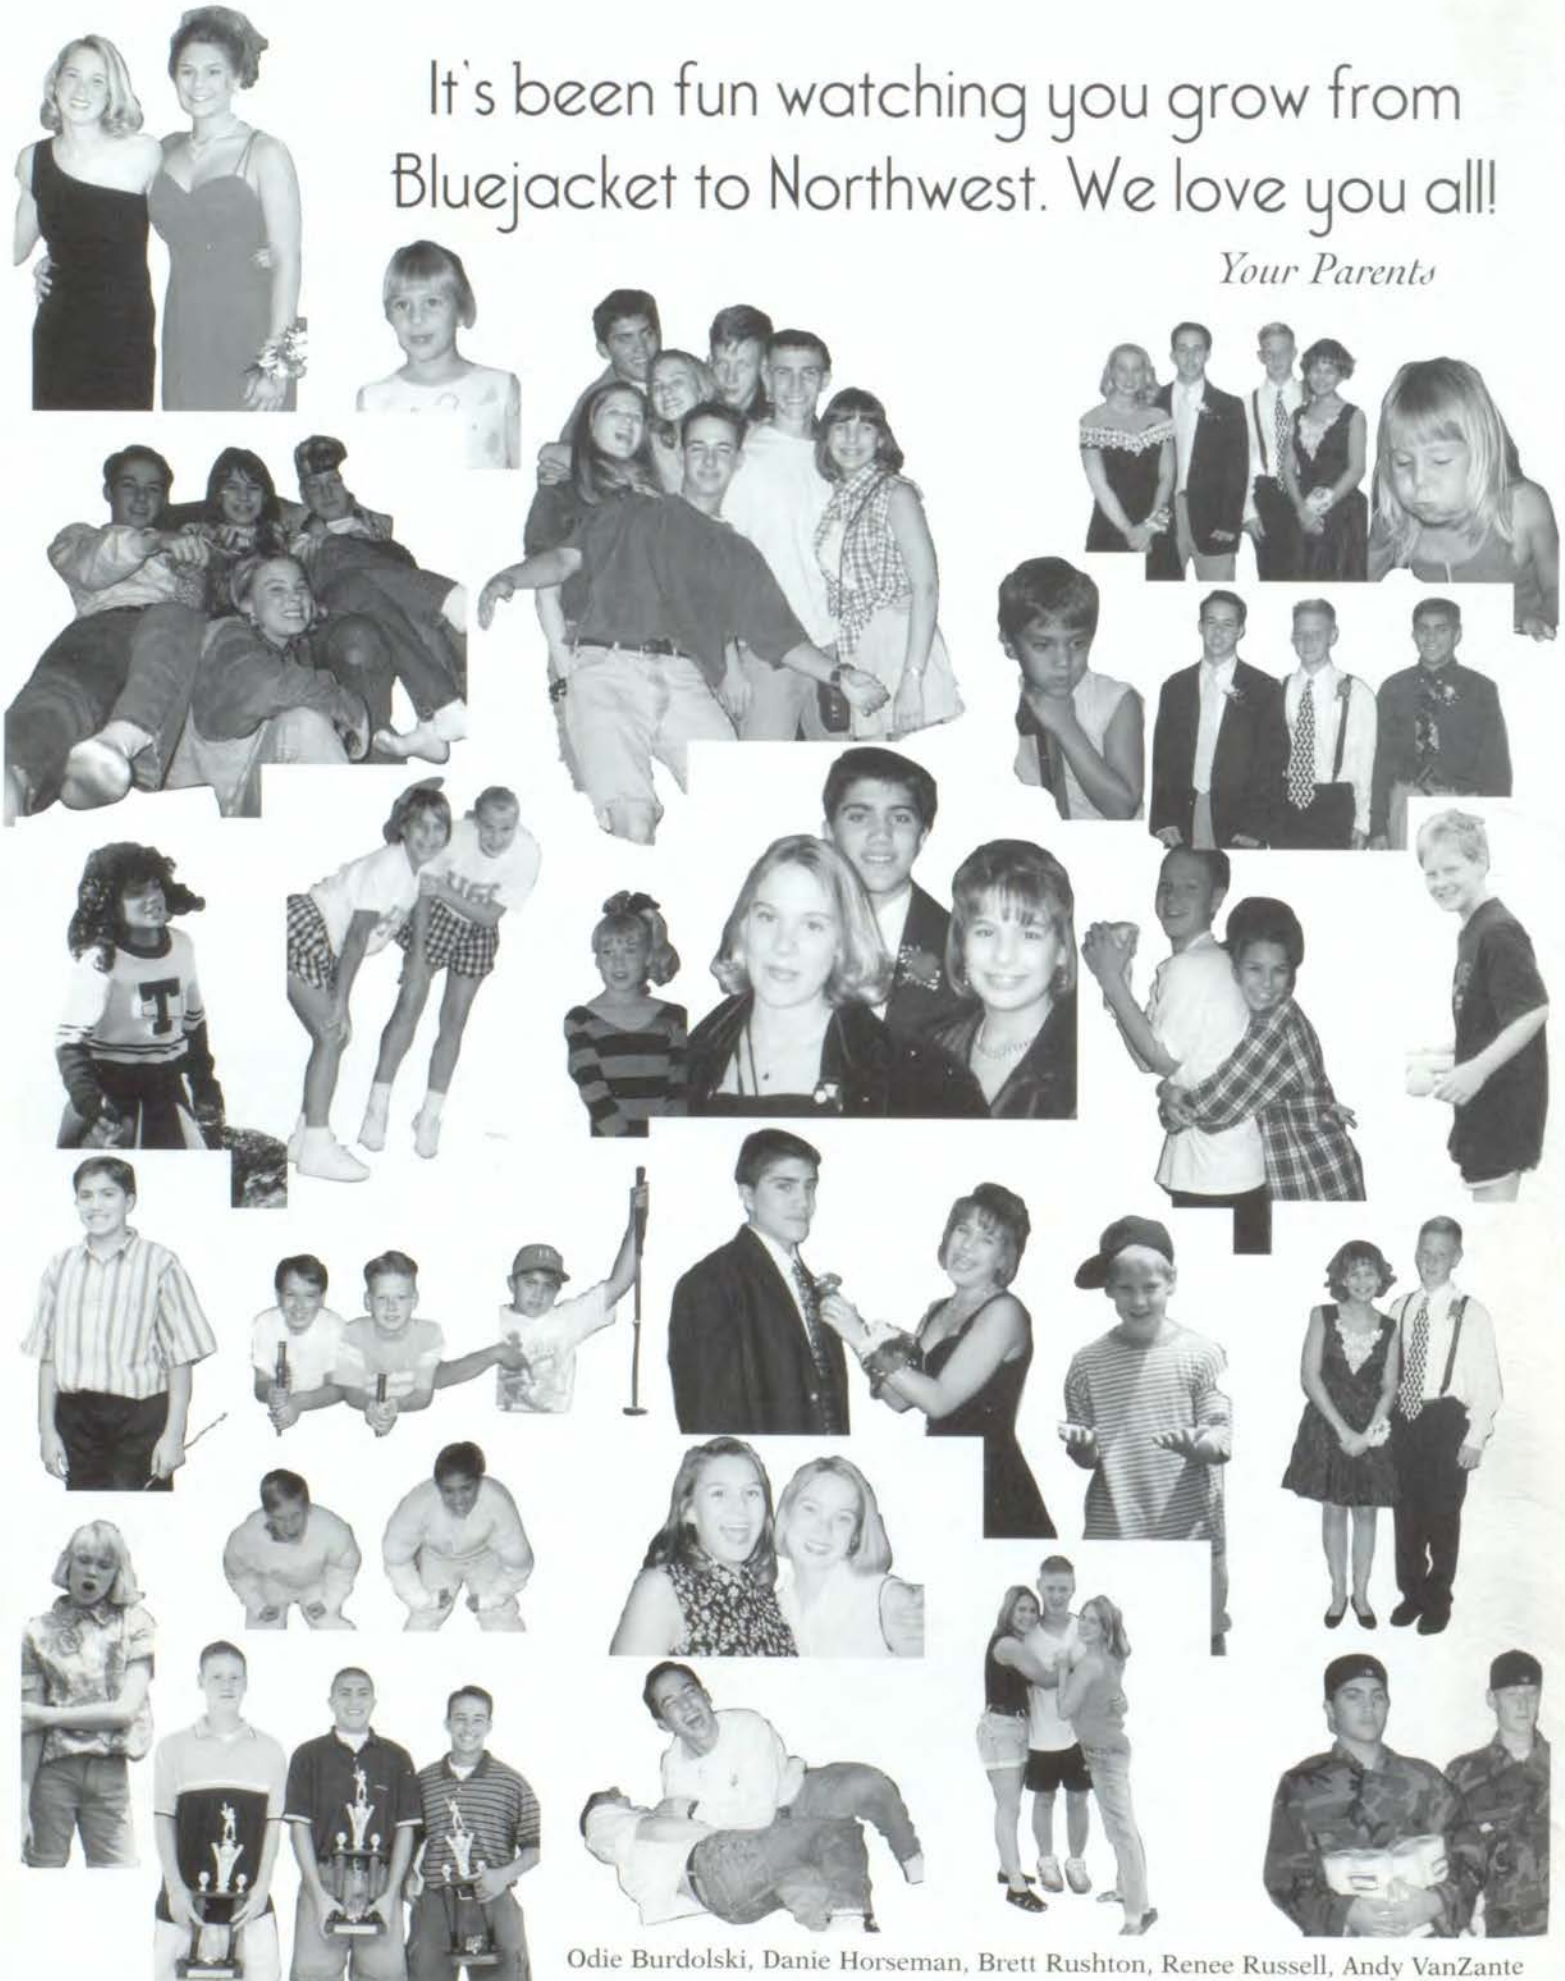 It's been fun watching you grow from
Bluejacket to Northwest. We love you all!
Your Parents
T
Odie Burdolski, Danie Horseman, Brett Rushton, Renee Russell, Andy VanZante